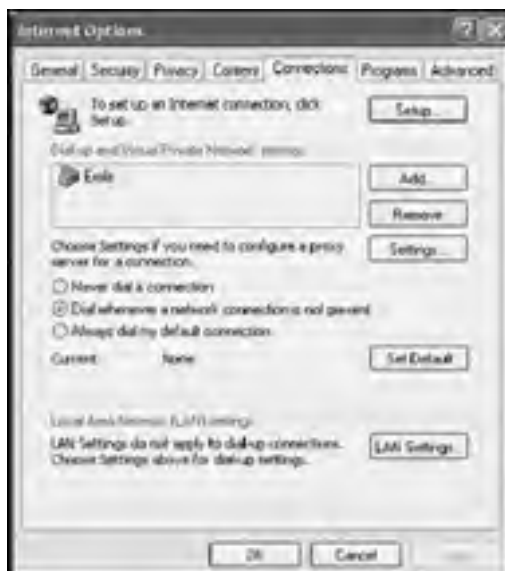 Internet Options
General Security Privacy Content Connections Programs Advanced
To set up an Internet connection, click
Setup.
Setup...
Dial-up and Virtual Private Network settings
Add...
Remove
Choose Settings if you need to configure a proxy
server for a connection.
Settings...
Never dial a connection
Dial whenever a network connection is not present
Always dial my default connection
Current None
Set Default
Local Area Network (LAN) settings
LAN Settings do not apply to dial-up connections.
Choose Settings above for dial-up settings.
LAN Settings...
OK Cancel